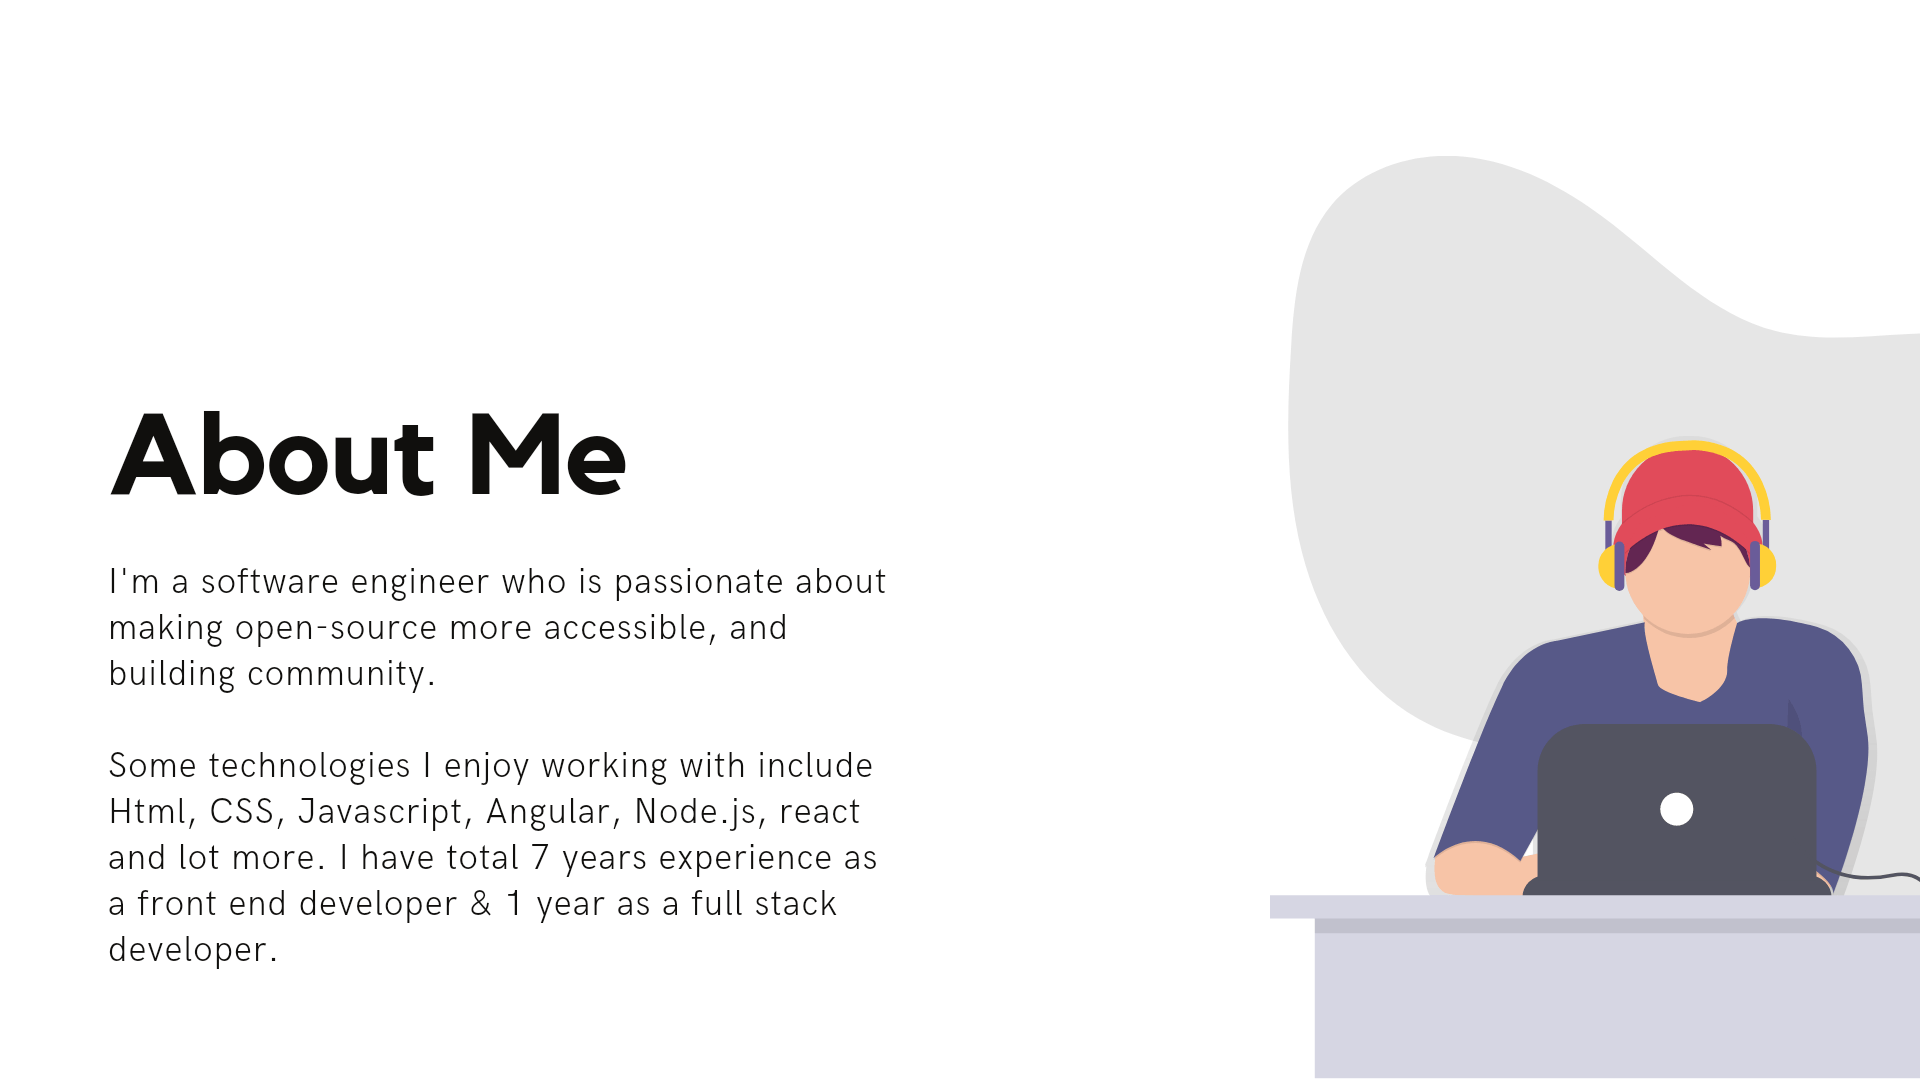 About Me
I'm a software engineer who is passionate about
making open-source more accessible, and
building community.
Some technologies I enjoy working with include
Html, CSS, Javascript, Angular, Node.js, react
and lot more. I have total 7 years experience as
a front end developer & 1 year as a full stack
developer.